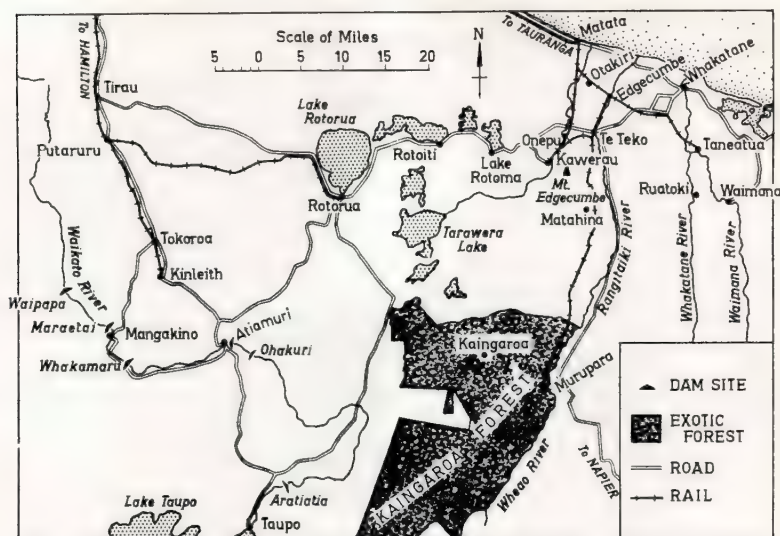 To HAMILTON
Scale of Miles
5 0 5 10 15 20
N
To TAURANGA
Matata
Otakiri
Edgecumbe
Whakatane
Tirau
Lake
Rotorua
Putaruru
Rotoiti
Lake
Rotoma
Onepu
Te Teko
Kawerau
Mt.
Edgecumbe
Taneatua
Ruatoki
Waimana
Rotorua
Tarawera
Lake
Matahina
Rangitaiki River
Whakatane River
Waimana River
Waikato River
Tokoroa
Kinleith
Waipapa
Maraetai
Mangakino
Atiamuri
Ohakuri
Whakamaru
Kaingaroa
Murupara
KAINGAROA FOREST
Wheao River
To NAPIER
Lake Taupo
Aratiatia
Taupo
DAM SITE
EXOTIC
FOREST
ROAD
RAIL